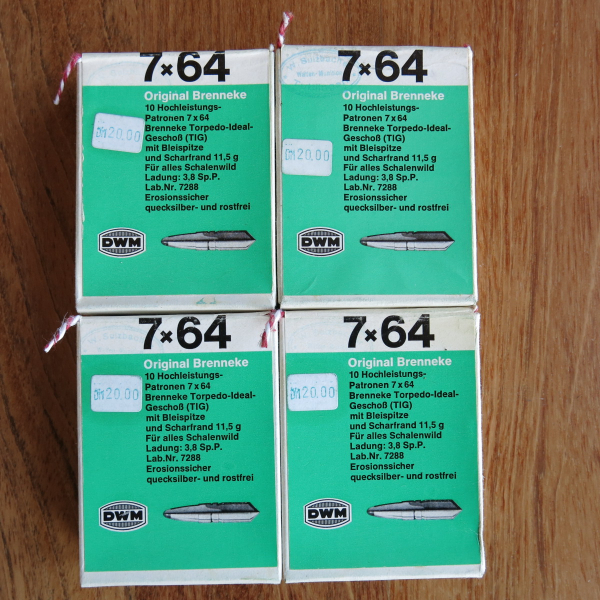 7×64
Original Brenneke
10 Hochleistungs-
Patronen 7 x 64
Brenneke Torpedo-Ideal-
Geschoß (TIG)
mit Bleispitze
und Scharfrand 11,5 g
Für alles Schalenwild
Ladung: 3,8 Sp.P.
Lab.Nr. 7288
Erosionssicher
quecksilber- und rostfrei
DM 20.00
DWM
7×64
Original Brenneke
10 Hochleistungs-
Patronen 7 x 64
Brenneke Torpedo-Ideal-
Geschoß (TIG)
mit Bleispitze
und Scharfrand 11,5 g
Für alles Schalenwild
Ladung: 3,8 Sp.P.
Lab.Nr. 7288
Erosionssicher
quecksilber- und rostfrei
DM 20.00
DWM
7×64
Original Brenneke
10 Hochleistungs-
Patronen 7 x 64
Brenneke Torpedo-Ideal-
Geschoß (TIG)
mit Bleispitze
und Scharfrand 11,5 g
Für alles Schalenwild
Ladung: 3,8 Sp.P.
Lab.Nr. 7288
Erosionssicher
quecksilber- und rostfrei
DM 20.00
DWM
7×64
Original Brenneke
10 Hochleistungs-
Patronen 7 x 64
Brenneke Torpedo-Ideal-
Geschoß (TIG)
mit Bleispitze
und Scharfrand 11,5 g
Für alles Schalenwild
Ladung: 3,8 Sp.P.
Lab.Nr. 7288
Erosionssicher
quecksilber- und rostfrei
DM 20.00
DWM